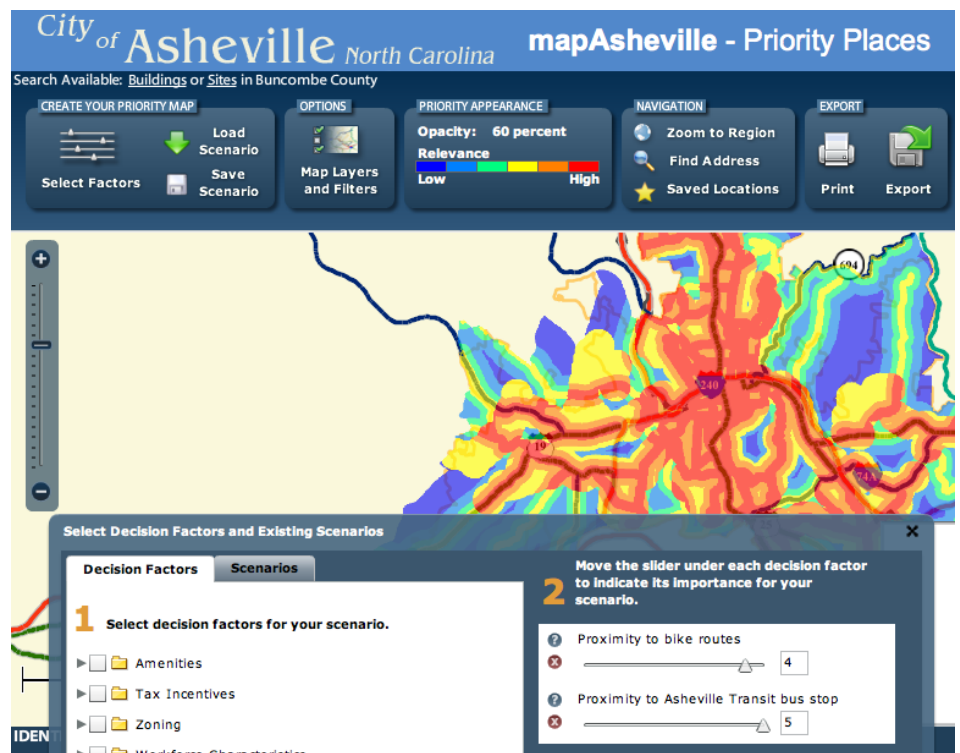 City of Asheville North Carolina
mapAsheville - Priority Places
Search Available: Buildings or Sites in Buncombe County
CREATE YOUR PRIORITY MAP
Select Factors
Load Scenario
Save Scenario
OPTIONS
Map Layers
and Filters
PRIORITY APPEARANCE
Opacity: 60 percent
Relevance
Low High
NAVIGATION
Zoom to Region
Find Address
Saved Locations
EXPORT
Print
Export
694
240
19
74A
Select Decision Factors and Existing Scenarios
Decision Factors
Scenarios
1 Select decision factors for your scenario.
Amenities
Tax Incentives
Zoning
Workforce Characteristics
2 Move the slider under each decision factor
to indicate its importance for your
scenario.
Proximity to bike routes
4
Proximity to Asheville Transit bus stop
5